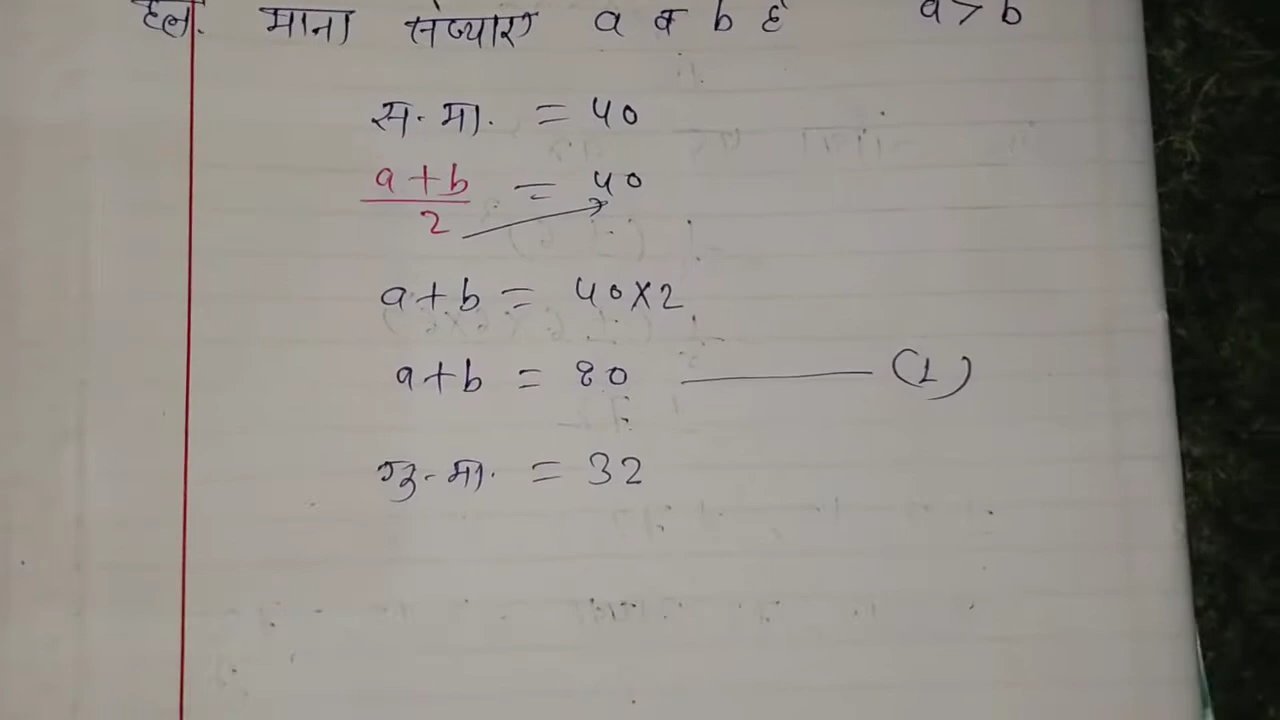 हल. माना संख्याए a व b है a > b
स.मा. = 40
a+b
2
= 40
a+b = 40×2
a+b = 80 ——— (1)
गु.मा. = 32